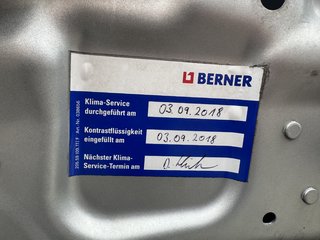 BERNER
Klima-Service
durchgeführt am 03.09.2018
Kontrastflüssigkeit
eingefüllt am 03.09.2018
Nächster Klima-
Service-Termin am